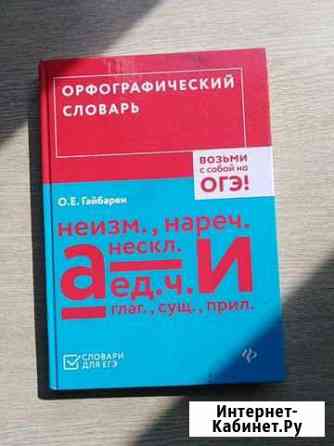 ОРФОГРАФИЧЕСКИЙ
СЛОВАРЬ
ВОЗЬМИ
с собой на
ОГЭ!
О.Е. Гайбарян
неизм., нареч.
нескл.
а и
ед.ч.
глаг., сущ., прил.
СЛОВАРИ
ДЛЯ ЕГЭ
Интернет-
Кабинет.Ру